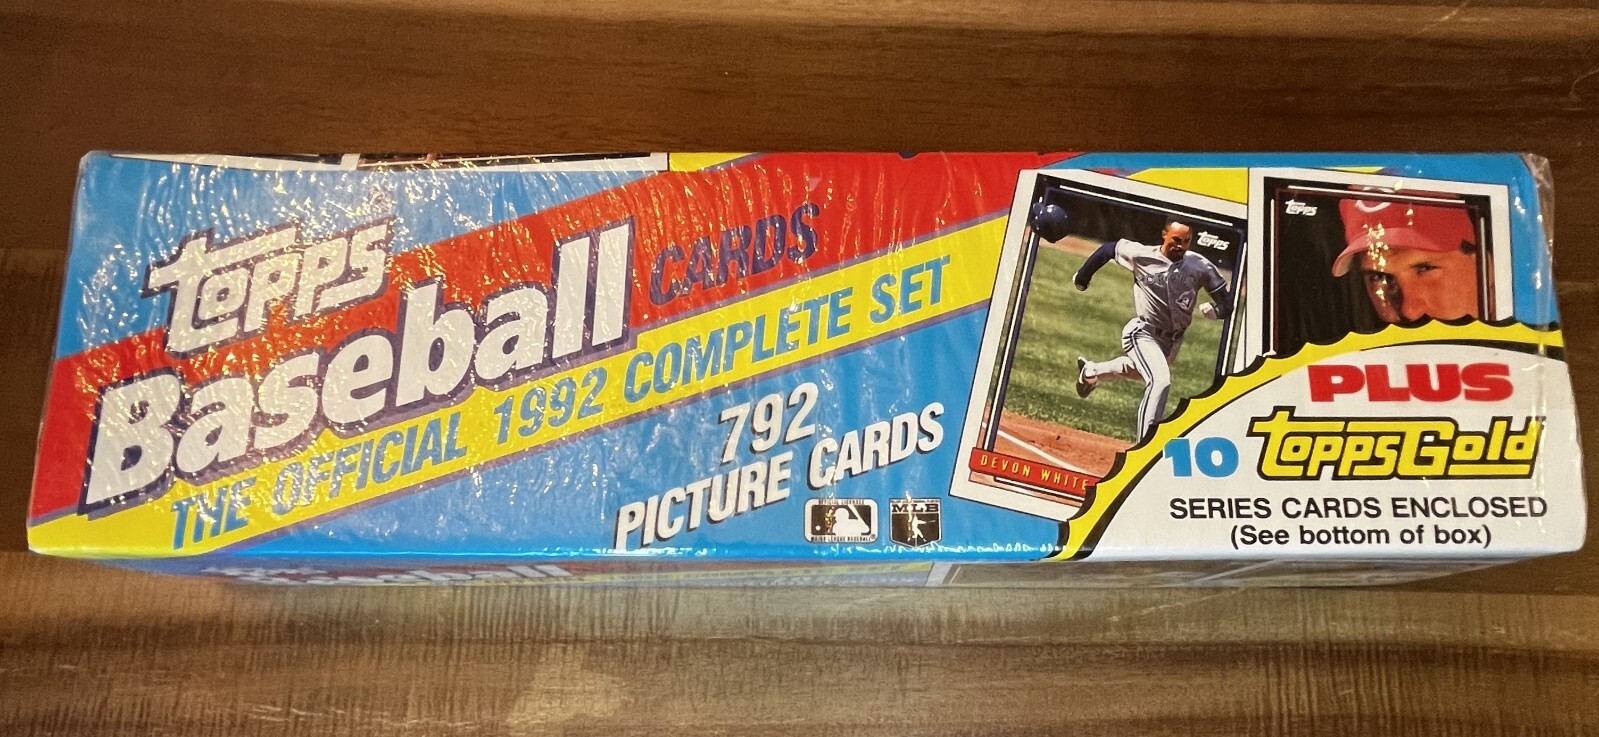 Topps
Baseball CARDS
THE OFFICIAL 1992 COMPLETE SET
792
PICTURE CARDS
MLB
Topps
DEVON WHITE
Topps
PLUS
10 ToppsGold
SERIES CARDS ENCLOSED
(See bottom of box)